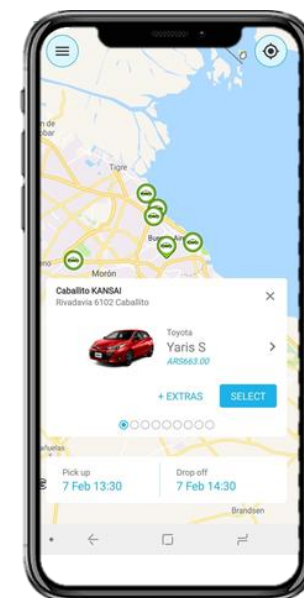 Tigre
Morón
Caballito KANSAI
Rivadavia 6102 Caballito
Toyota
Yaris S
ARS663.00
+ EXTRAS
SELECT
Pick up
7 Feb 13:30
Drop off
7 Feb 14:30
Brandsen